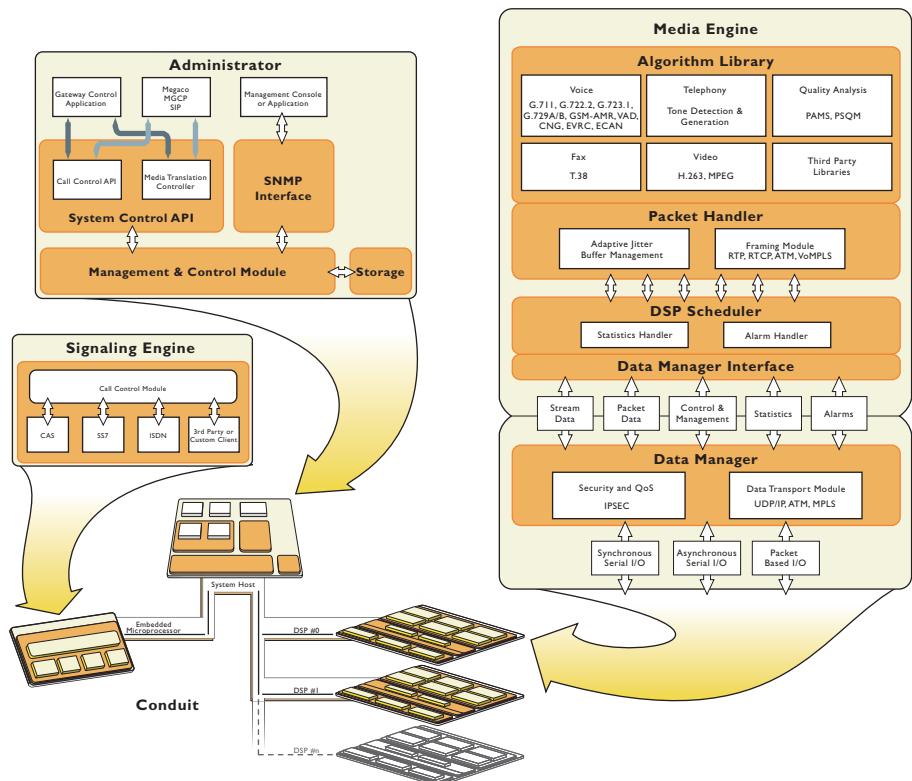 Administrator
Gateway Control
Application
Megaco
MGCP
SIP
Management Console
or Application
Call Control API
Media Translation
Controller
System Control API
SNMP
Interface
Management & Control Module
Storage
Signaling Engine
Call Control Module
CAS
SS7
ISDN
3rd Party or
Custom Client
System Host
Embedded
Microprocessor
DSP #0
DSP #1
DSP #n
Conduit
Media Engine
Algorithm Library
Voice
G.711, G.722.2, G.723.1,
G.729A/B, GSM-AMR, VAD,
CNG, EVRC, ECAN
Telephony
Tone Detection &
Generation
Quality Analysis
PAMS, PSQM
Fax
T.38
Video
H.263, MPEG
Third Party
Libraries
Packet Handler
Adaptive Jitter
Buffer Management
Framing Module
RTP, RTCP, ATM, VoMPLS
DSP Scheduler
Statistics Handler
Alarm Handler
Data Manager Interface
Stream
Data
Packet
Data
Control &
Management
Statistics
Alarms
Data Manager
Security and QoS
IPSEC
Data Transport Module
UDP/IP, ATM, MPLS
Synchronous
Serial I/O
Asynchronous
Serial I/O
Packet
Based I/O